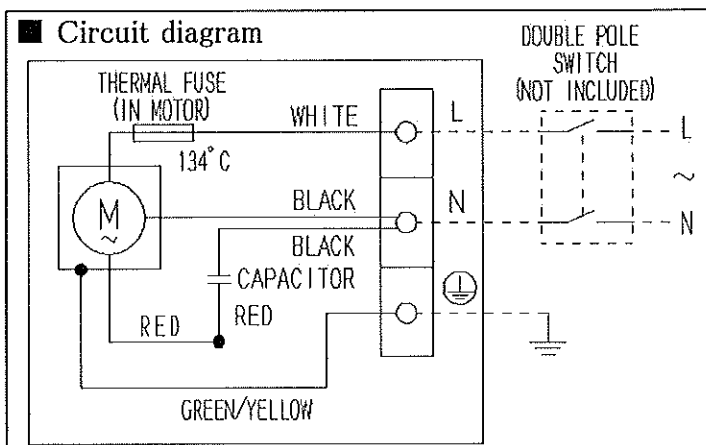 ■ Circuit diagram
DOUBLE POLE
SWITCH
(NOT INCLUDED)
THERMAL FUSE
(IN MOTOR)
134°C
WHITE
L
L
~
M
~
BLACK
N
N
BLACK
CAPACITOR
RED
RED
GREEN/YELLOW